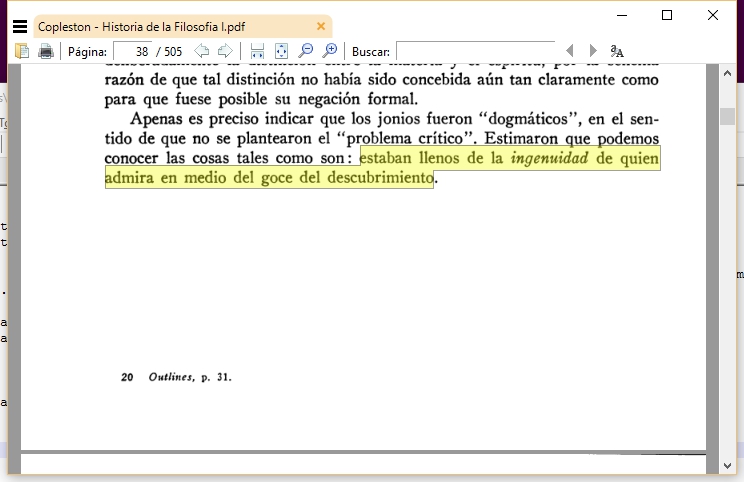 Copleston - Historia de la Filosofia I.pdf
Página: 38 / 505 Buscar:
razón de que tal distinción no había sido concebida aún tan claramente como
para que fuese posible su negación formal.
Apenas es preciso indicar que los jonios fueron “dogmáticos”, en el sen-
tido de que no se plantearon el “problema crítico”. Estimaron que podemos
conocer las cosas tales como son: estaban llenos de la ingenuidad de quien
admira en medio del goce del descubrimiento.
20 Outlines, p. 31.